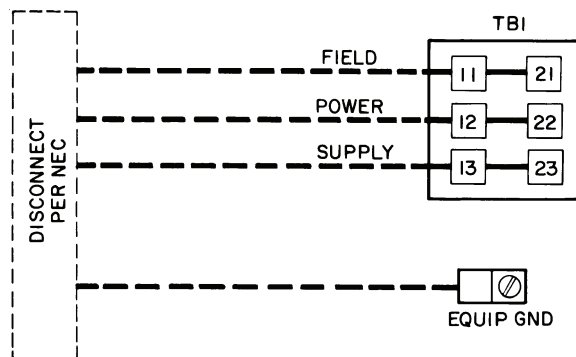 TB1
FIELD
11 21
POWER
12 22
SUPPLY
13 23
DISCONNECT
PER NEC
EQUIP GND